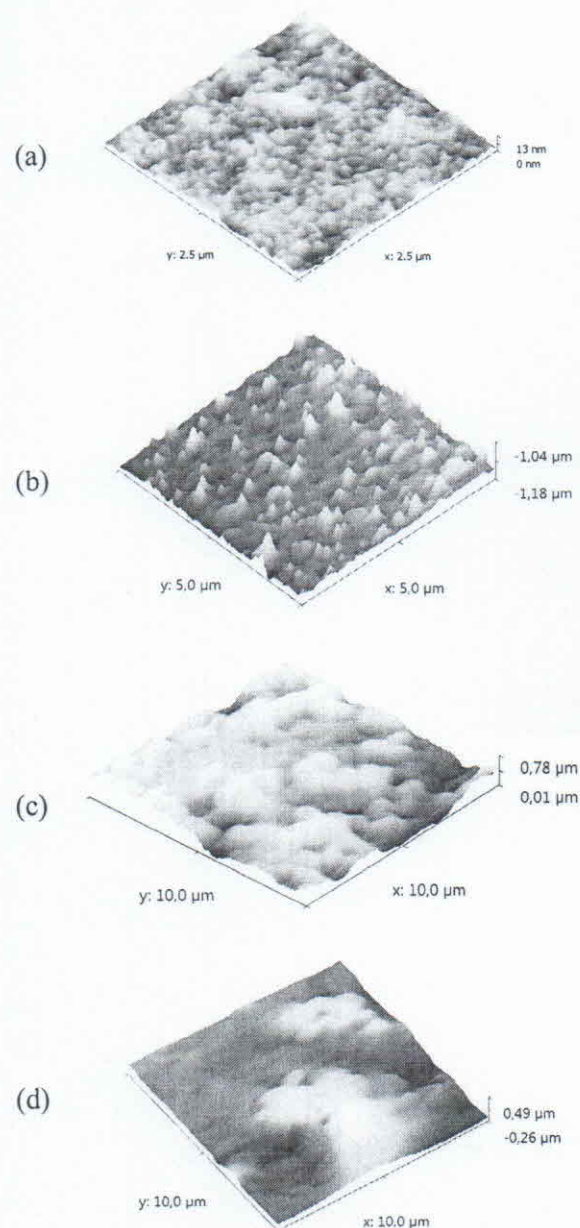 (a)
13 nm
0 nm
y: 2.5 µm
x: 2.5 µm
(b)
-1,04 µm
-1,18 µm
y: 5,0 µm
x: 5,0 µm
(c)
0,78 µm
0,01 µm
y: 10,0 µm
x: 10,0 µm
(d)
0,49 µm
-0,26 µm
y: 10,0 µm
x: 10,0 µm